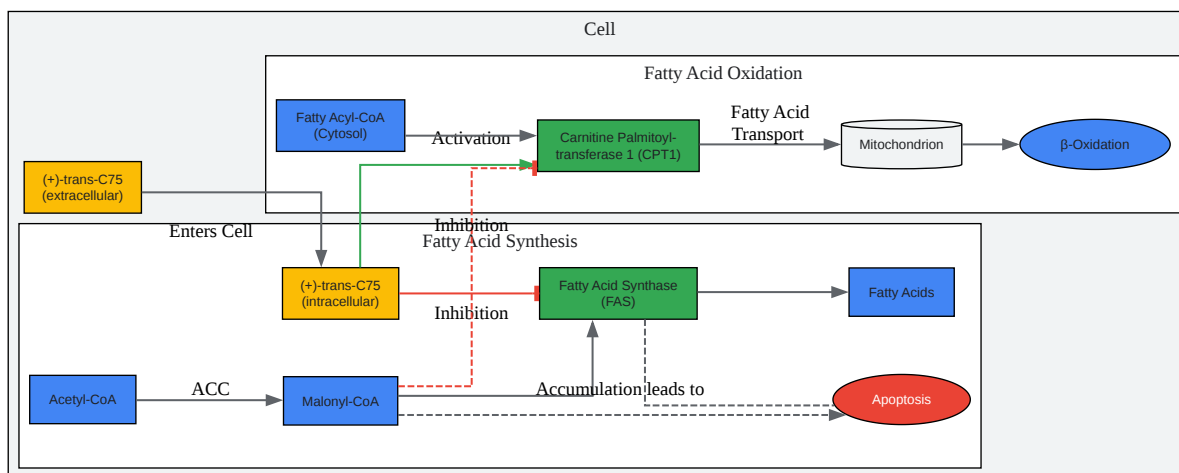 Cell
Fatty Acid Oxidation
Fatty Acyl-CoA
(Cytosol)
Activation
Carnitine Palmitoyl-
transferase 1 (CPT1)
Fatty Acid
Transport
Mitochondrion
β-Oxidation
(+)-trans-C75
(extracellular)
Enters Cell
Inhibition
Fatty Acid Synthesis
(+)-trans-C75
(intracellular)
Inhibition
Fatty Acid Synthase
(FAS)
Fatty Acids
Acetyl-CoA
ACC
Malonyl-CoA
Accumulation leads to
Apoptosis